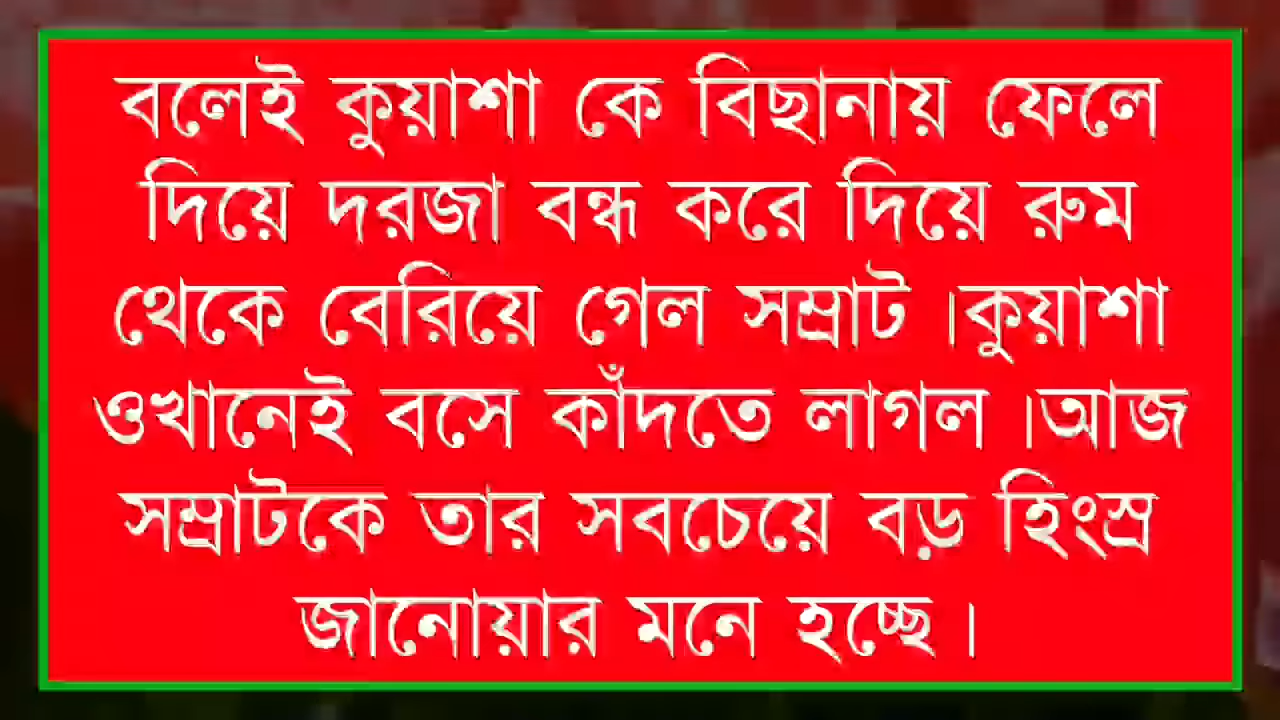 বলেই কুয়াশা কে বিছানায় ফেলে
দিয়ে দরজা বন্ধ করে দিয়ে রুম
থেকে বেরিয়ে গেল সম্রাট ।কুয়াশা
ওখানেই বসে কাঁদতে লাগল ।আজ
সম্রাটকে তার সবচেয়ে বড় হিংস্র
জানোয়ার মনে হচ্ছে ।